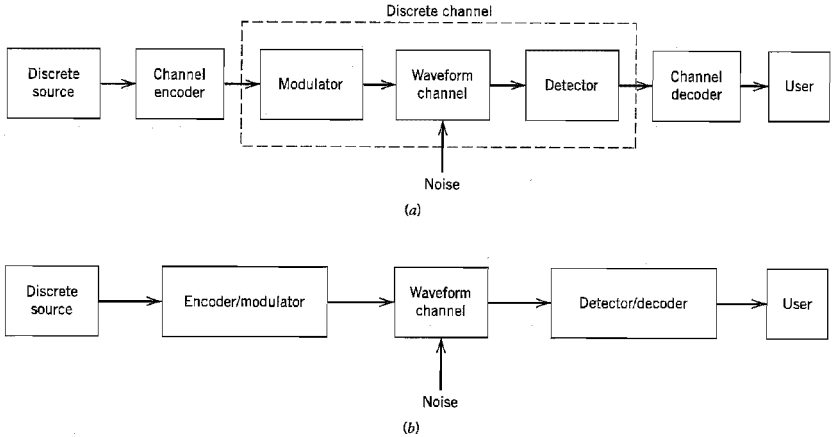 Discrete channel
Discrete
source
Channel
encoder
Modulator
Waveform
channel
Detector
Channel
decoder
User
Noise
(a)
Discrete
source
Encoder/modulator
Waveform
channel
Detector/decoder
User
Noise
(b)